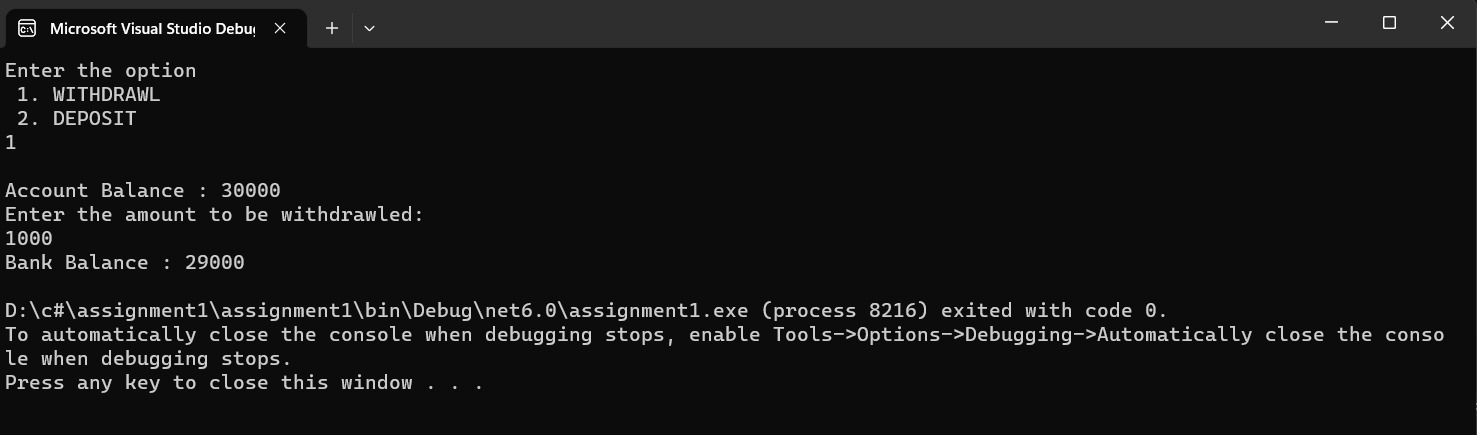 Microsoft Visual Studio Debug
Enter the option
 1. WITHDRAWL
 2. DEPOSIT
1

Account Balance : 30000
Enter the amount to be withdrawled:
1000
Bank Balance : 29000

D:\c#\assignment1\assignment1\bin\Debug\net6.0\assignment1.exe (process 8216) exited with code 0.
To automatically close the console when debugging stops, enable Tools->Options->Debugging->Automatically close the conso
le when debugging stops.
Press any key to close this window . . .